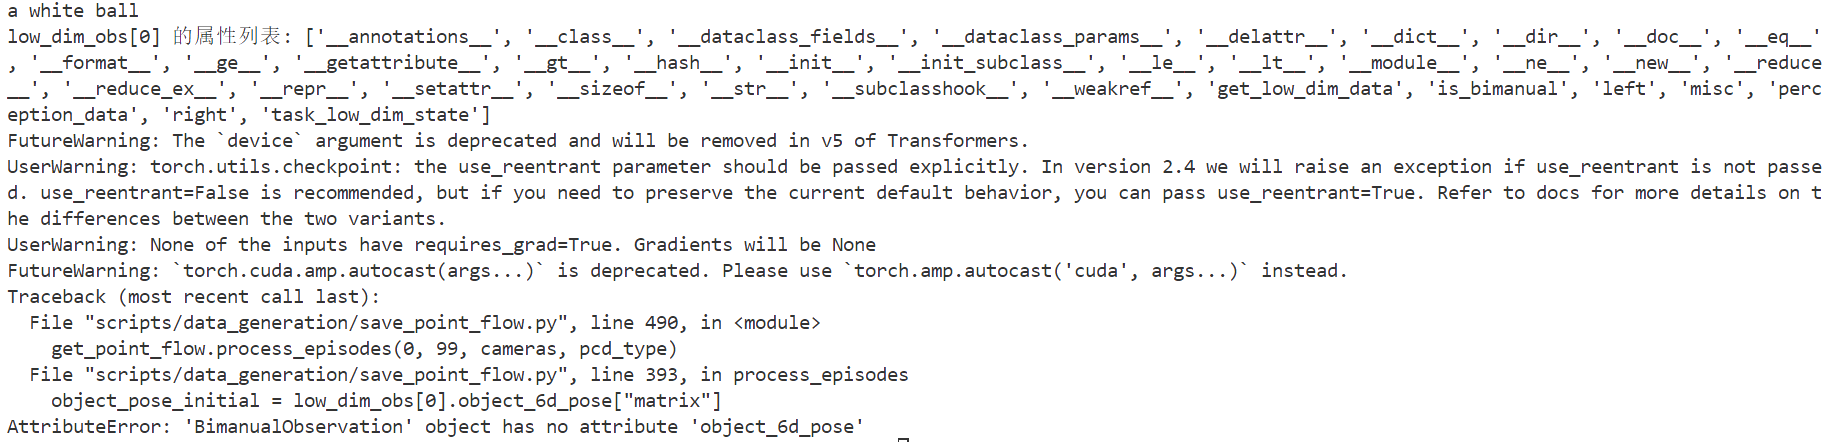 a white ball
low_dim_obs[0] 的属性列表: ['__annotations__', '__class__', '__dataclass_fields__', '__dataclass_params__', '__delattr__', '__dict__', '__dir__', '__doc__', '__eq__'
, '__format__', '__ge__', '__getattribute__', '__gt__', '__hash__', '__init__', '__init_subclass__', '__le__', '__lt__', '__module__', '__ne__', '__new__', '__reduce
__', '__reduce_ex__', '__repr__', '__setattr__', '__sizeof__', '__str__', '__subclasshook__', '__weakref__', 'get_low_dim_data', 'is_bimanual', 'left', 'misc', 'perc
eption_data', 'right', 'task_low_dim_state']
FutureWarning: The `device` argument is deprecated and will be removed in v5 of Transformers.
UserWarning: torch.utils.checkpoint: the use_reentrant parameter should be passed explicitly. In version 2.4 we will raise an exception if use_reentrant is not passe
d. use_reentrant=False is recommended, but if you need to preserve the current default behavior, you can pass use_reentrant=True. Refer to docs for more details on t
he differences between the two variants.
UserWarning: None of the inputs have requires_grad=True. Gradients will be None
FutureWarning: `torch.cuda.amp.autocast(args...)` is deprecated. Please use `torch.amp.autocast('cuda', args...)` instead.
Traceback (most recent call last):
  File "scripts/data_generation/save_point_flow.py", line 490, in <module>
    get_point_flow.process_episodes(0, 99, cameras, pcd_type)
  File "scripts/data_generation/save_point_flow.py", line 393, in process_episodes
    object_pose_initial = low_dim_obs[0].object_6d_pose["matrix"]
AttributeError: 'BimanualObservation' object has no attribute 'object_6d_pose'